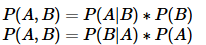 P(A, B) = P(A|B) * P(B)
P(A, B) = P(B|A) * P(A)